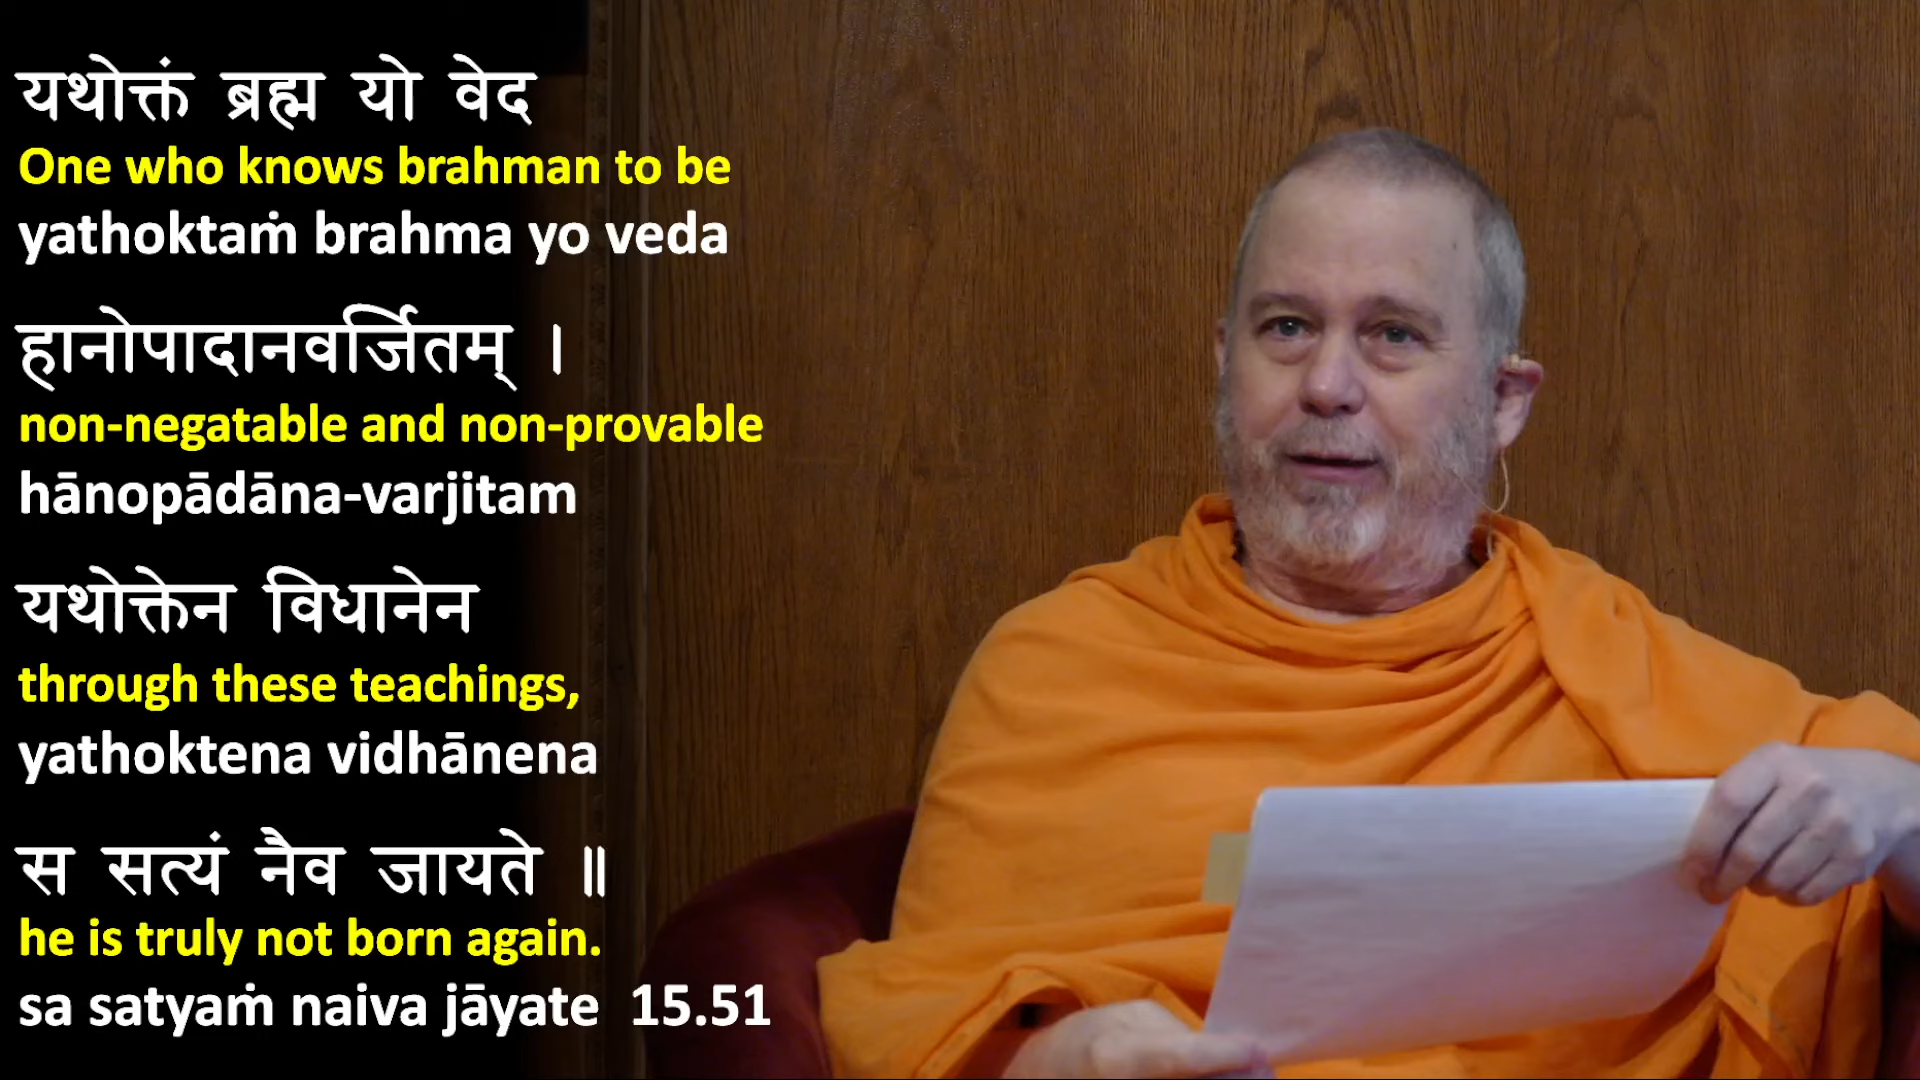 यथोक्तं ब्रह्म यो वेद
One who knows brahman to be
yathoktaṁ brahma yo veda
हानोपादानवर्जितम् ।
non-negatable and non-provable
hānopādāna-varjitam
यथोक्तेन विधानेन
through these teachings,
yathoktena vidhānena
स सत्यं नैव जायते ॥
he is truly not born again.
sa satyaṁ naiva jāyate 15.51